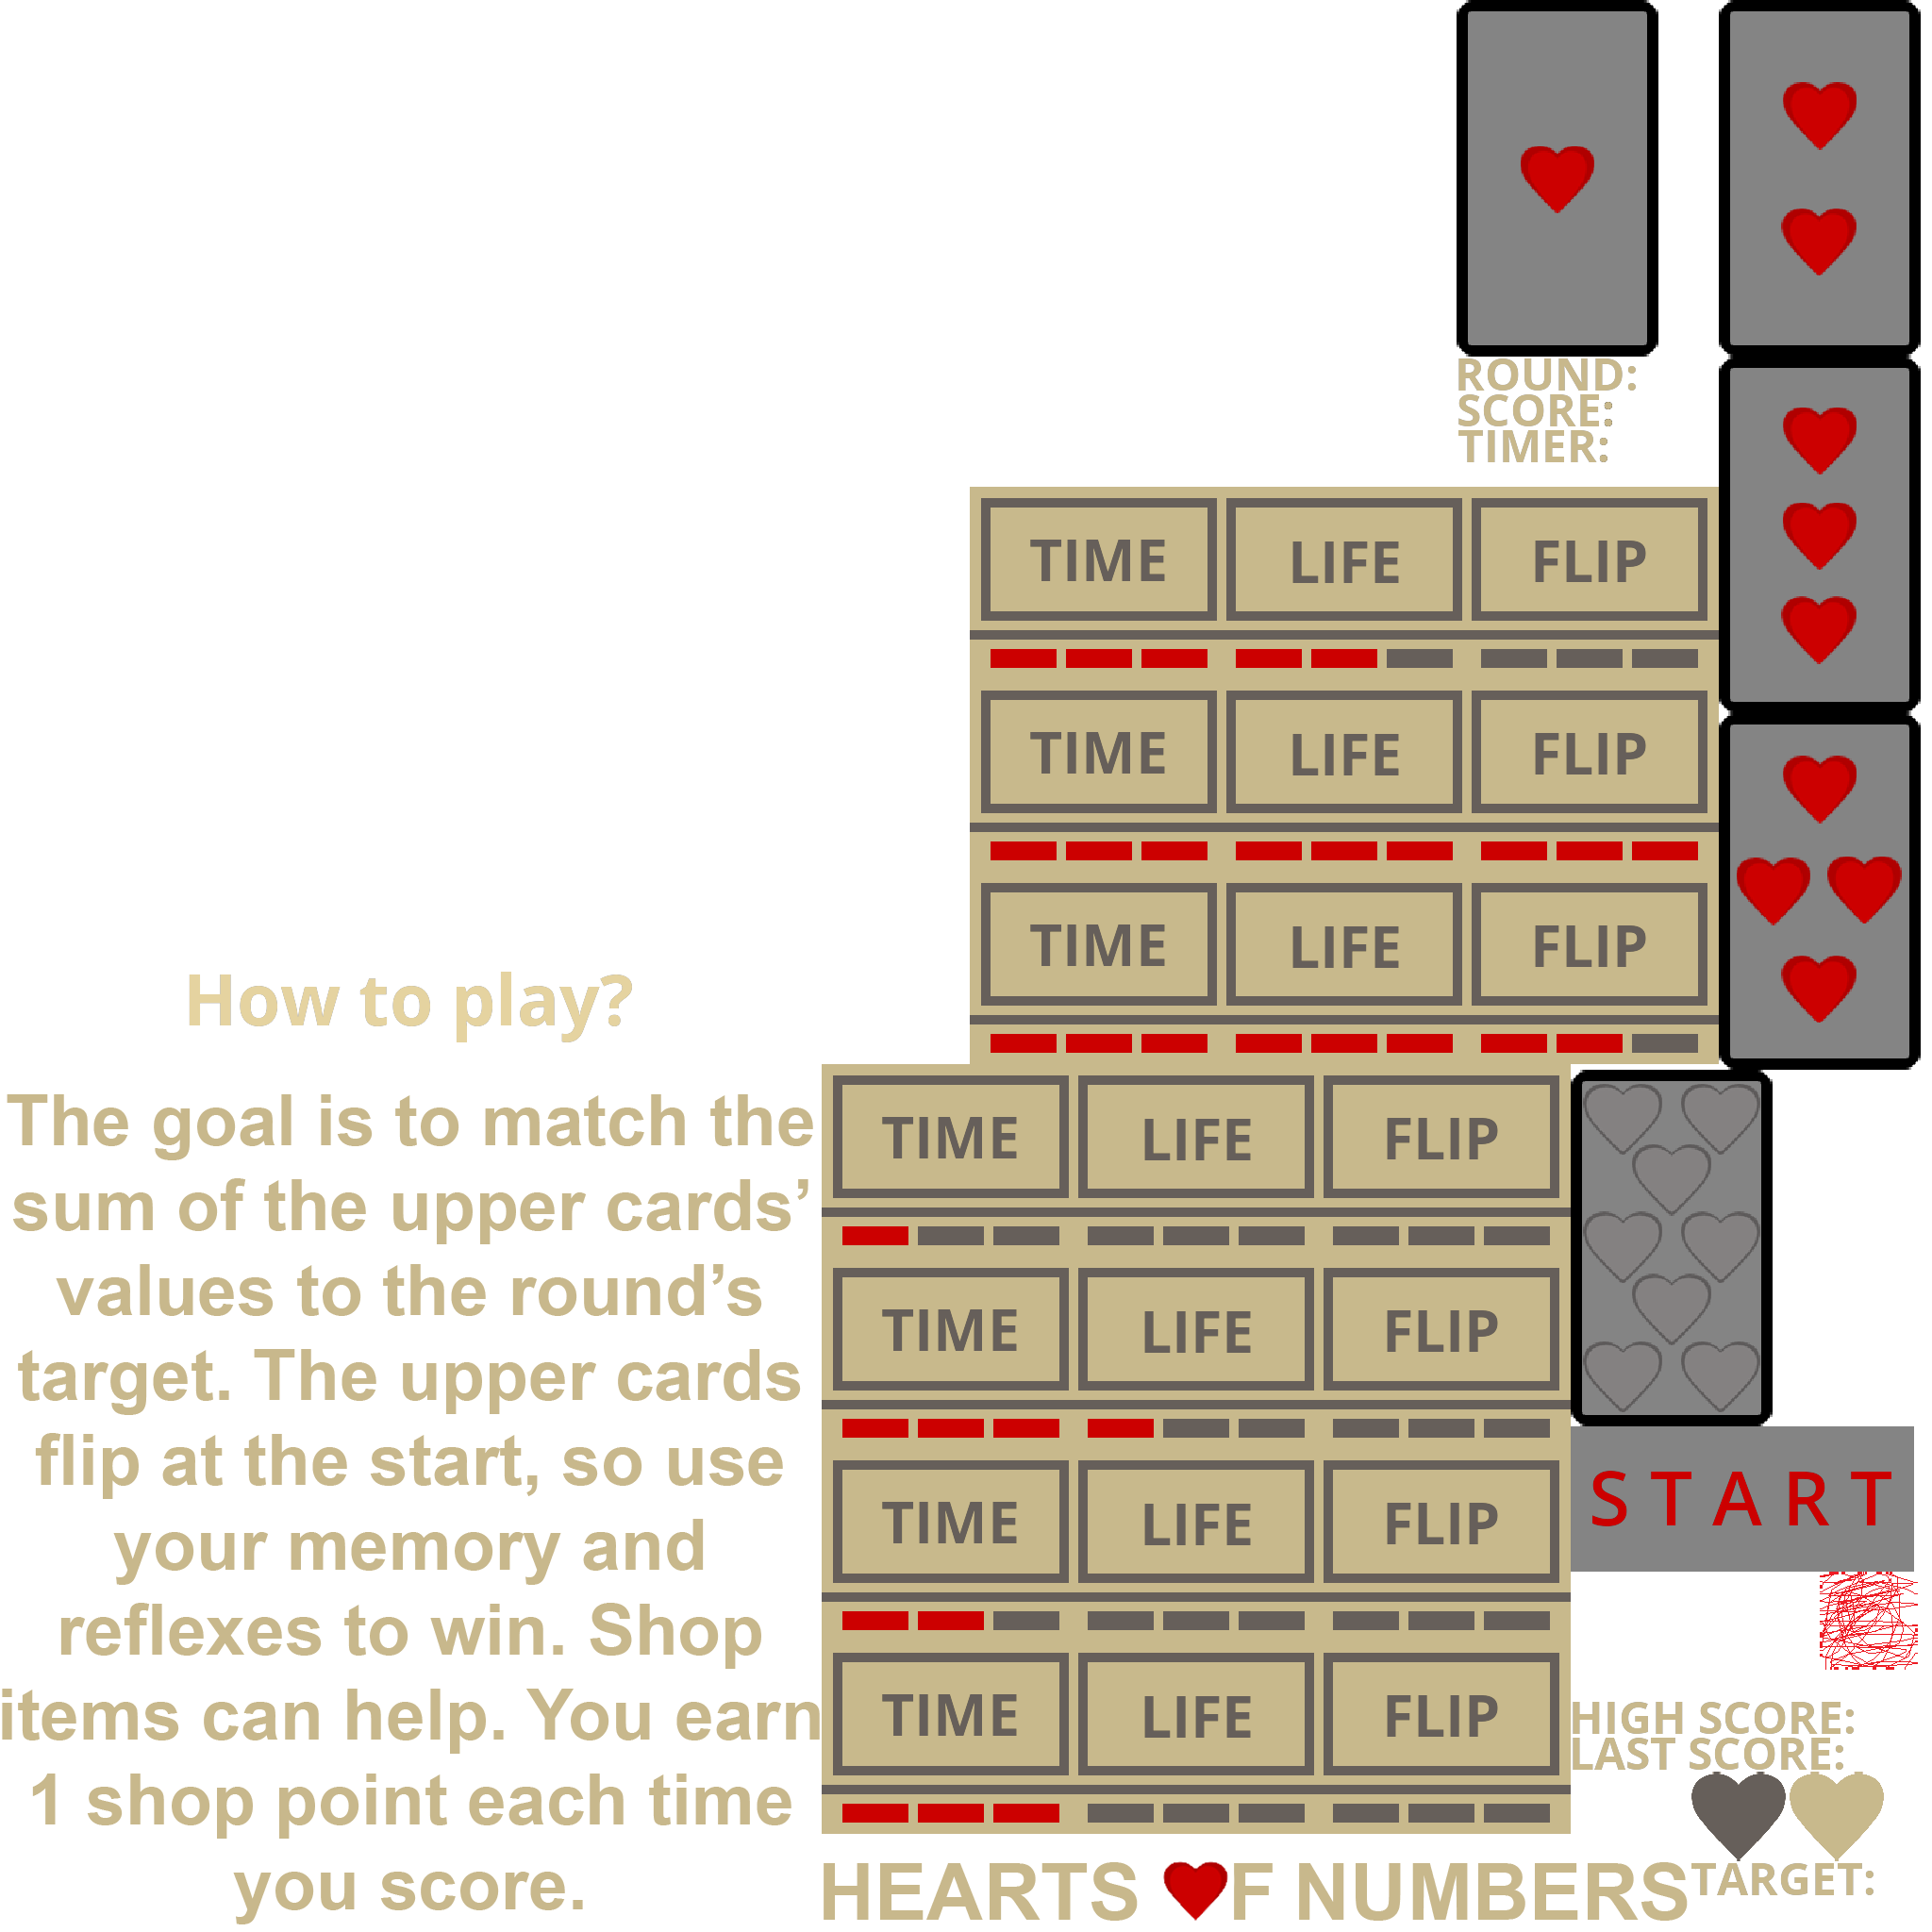 ROUND:
SCORE:
TIMER:
TIME LIFE FLIP
TIME LIFE FLIP
TIME LIFE FLIP
How to play?
The goal is to match the
sum of the upper cards’
values to the round’s
target. The upper cards
flip at the start, so use
your memory and
reflexes to win. Shop
items can help. You earn
1 shop point each time
you score.
TIME LIFE FLIP
TIME LIFE FLIP
TIME LIFE FLIP
TIME LIFE FLIP
START
HIGH SCORE:
LAST SCORE:
HEARTS F NUMBERS
TARGET: